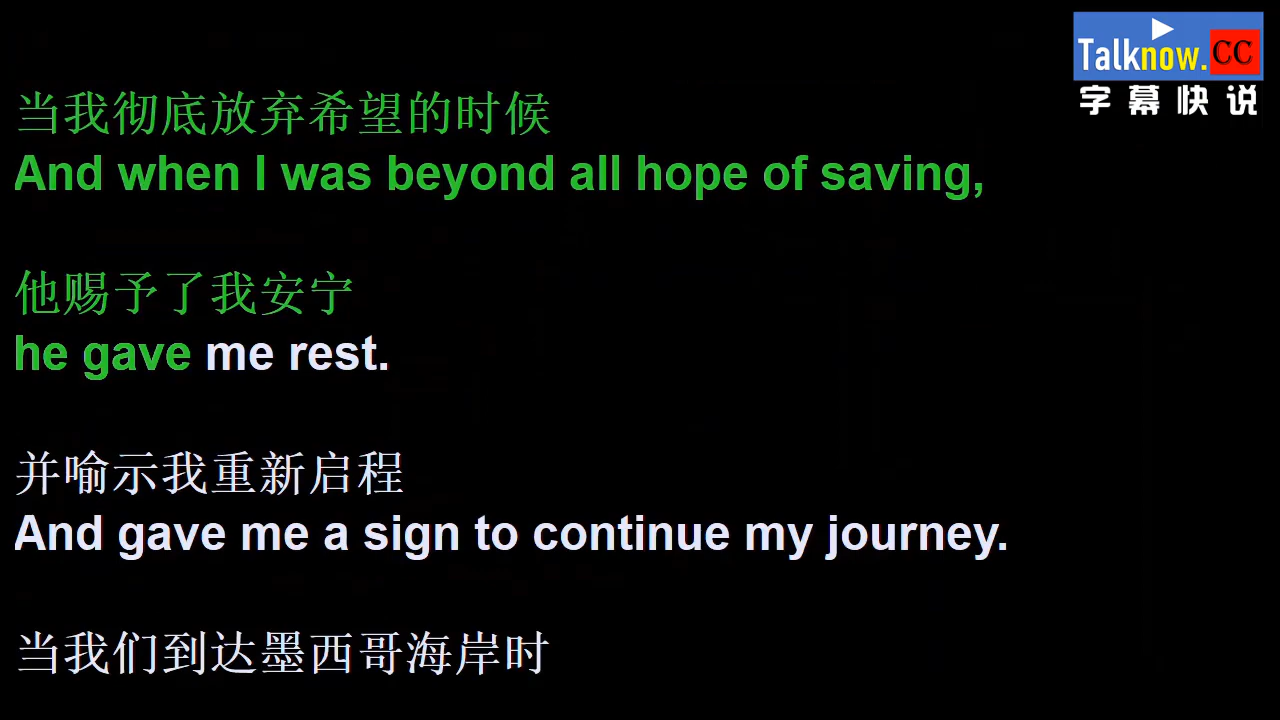 Talknow.CC
字幕快说
当我彻底放弃希望的时候
And when I was beyond all hope of saving,
他赐予了我安宁
he gave me rest.
并喻示我重新启程
And gave me a sign to continue my journey.
当我们到达墨西哥海岸时